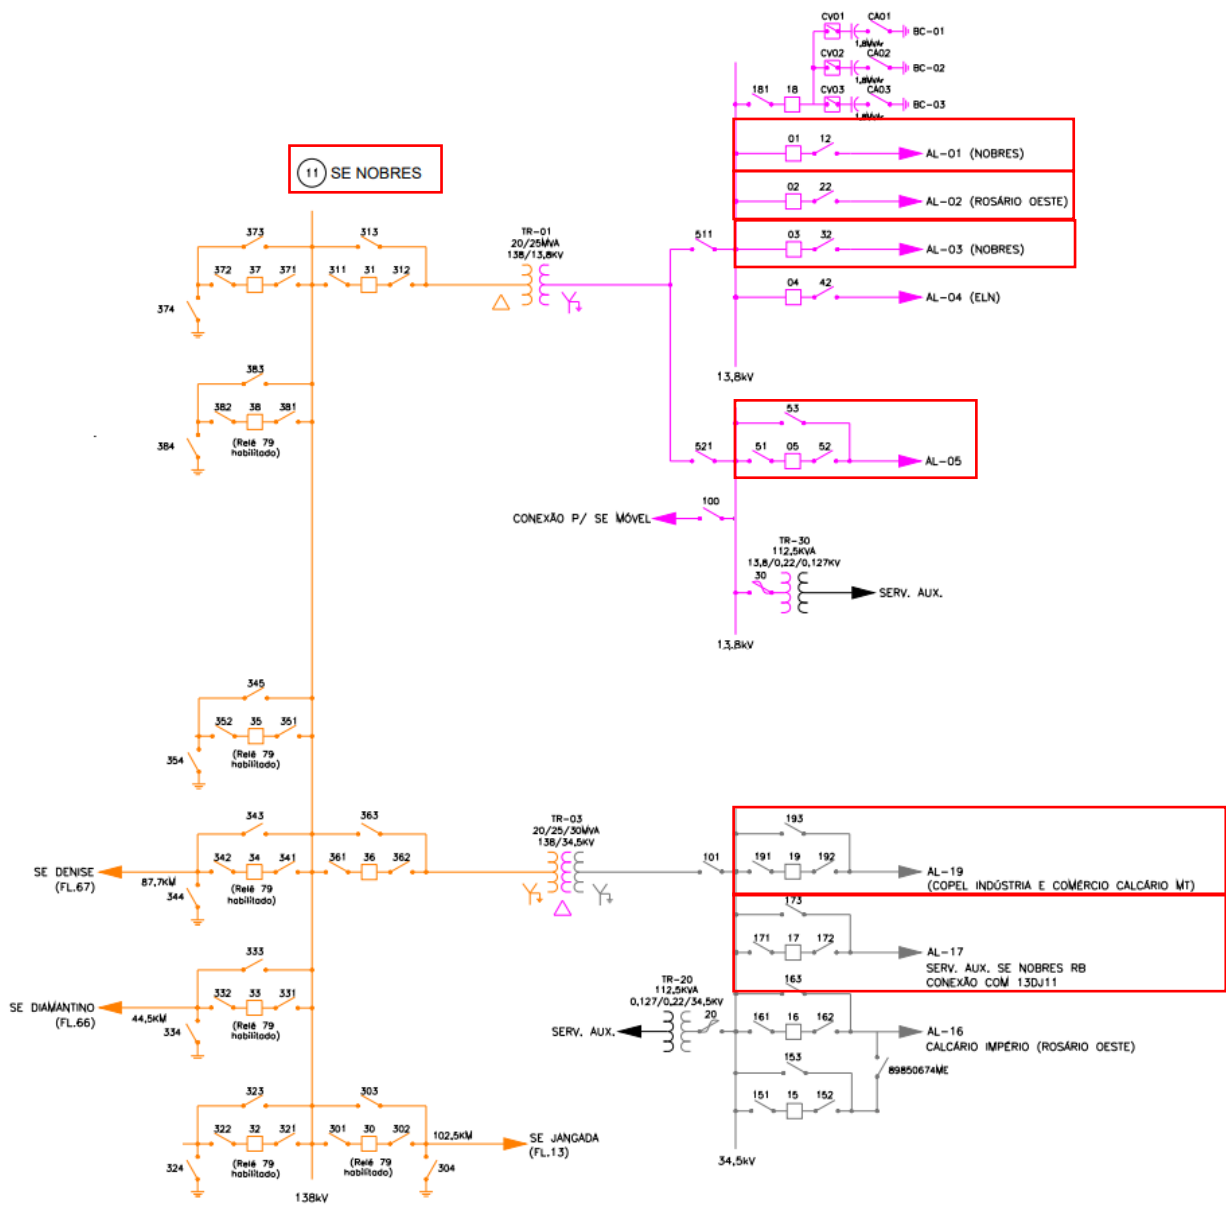 CV01 CA01
BC-01
1,8MVAr
CV02 CA02
BC-02
1,8MVAr
181 18 CV03 CA03
BC-03
1,8MVAr
01 12
AL-01 (NOBRES)
11 SE NOBRES
02 22
AL-02 (ROSÁRIO OESTE)
373 313
TR-01
20/25MVA
138/13,8KV
511
03 32
AL-03 (NOBRES)
372 37 371 311 31 312
04 42
AL-04 (ELN)
374
383
13,8kV
382 38 381
(Relé 79
habilitado)
384
53
521 51 05 52
AL-05
100
CONEXÃO P/ SE MÓVEL
TR-30
112,5KVA
13,8/0,22/0,127KV
30
SERV. AUX.
13,8kV
345
352 35 351
(Relé 79
habilitado)
354
343 363
TR-03
20/25/30MVA
138/34,5KV
193
SE DENISE
(FL.67)
87,7KM
342 34 341 361 36 362
(Relé 79
habilitado)
344
101 191 19 192
AL-19
(COPEL INDÚSTRIA E COMÉRCIO CALCÁRIO MT)
173
171 17 172
AL-17
SERV. AUX. SE NOBRES RB
CONEXÃO COM 13DJ11
333
SE DIAMANTINO
(FL.66)
44,5KM
332 33 331
(Relé 79
habilitado)
334
TR-20
112,5KVA
0,127/0,22/34,5KV
20
SERV. AUX.
163
161 16 162
AL-16
CALCÁRIO IMPÉRIO (ROSÁRIO OESTE)
153
89850674ME
151 15 152
323 303
322 32 321 301 30 302
102,5KM
SE JANGADA
(FL.13)
(Relé 79
habilitado)
(Relé 79
habilitado)
324 304
34,5kV
138kV